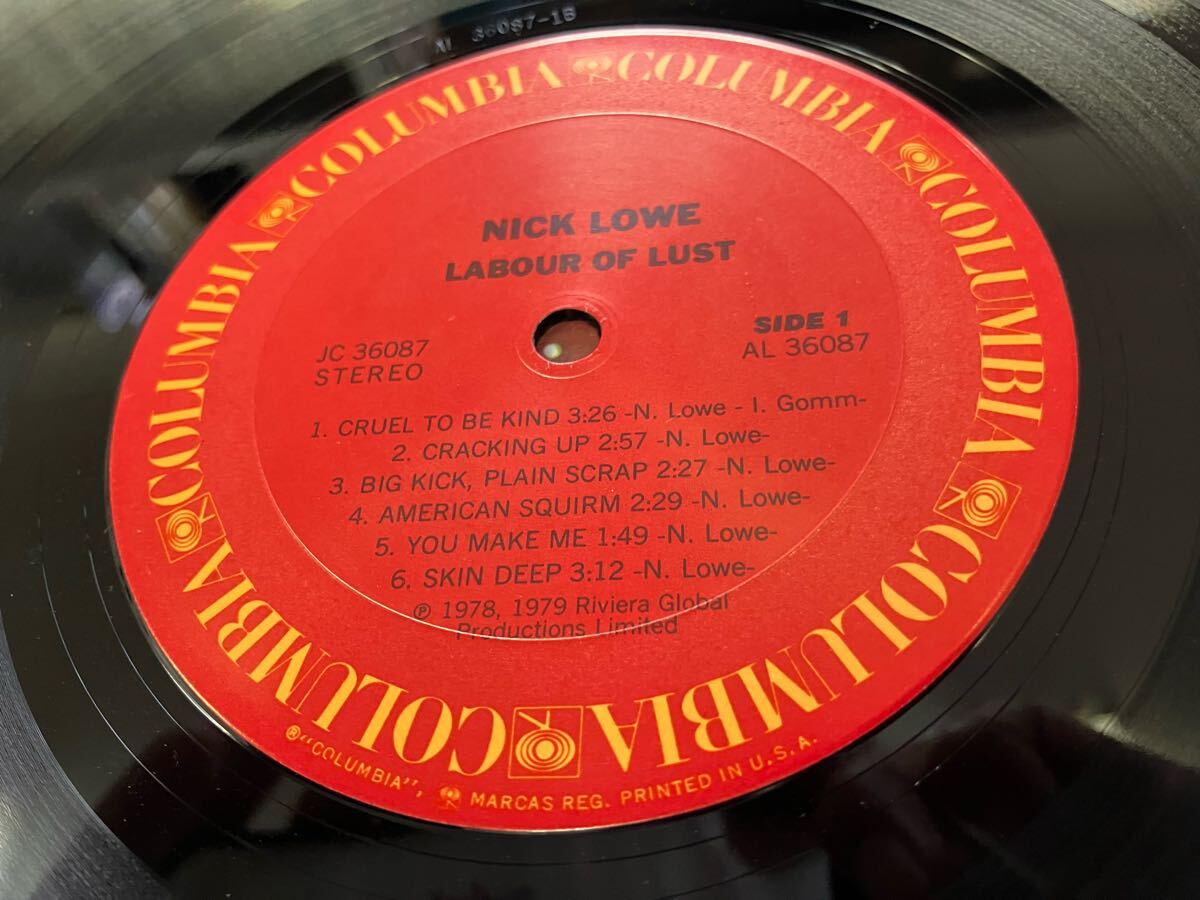 36087-1B
COLUMBIA COLUMBIA COLUMBIA COLUMBIA COLUMBIA COLUMBIA COLUMBIA COLUMBIA
NICK LOWE
LABOUR OF LUST
JC 36087
STEREO
SIDE 1
AL 36087
1. CRUEL TO BE KIND 3:26 -N. Lowe - I. Gomm-
2. CRACKING UP 2:57 -N. Lowe-
3. BIG KICK, PLAIN SCRAP 2:27 -N. Lowe-
4. AMERICAN SQUIRM 2:29 -N. Lowe-
5. YOU MAKE ME 1:49 -N. Lowe-
6. SKIN DEEP 3:12 -N. Lowe-
℗ 1978, 1979 Riviera Global
Productions Limited
® "COLUMBIA", MARCAS REG. PRINTED IN U.S.A.